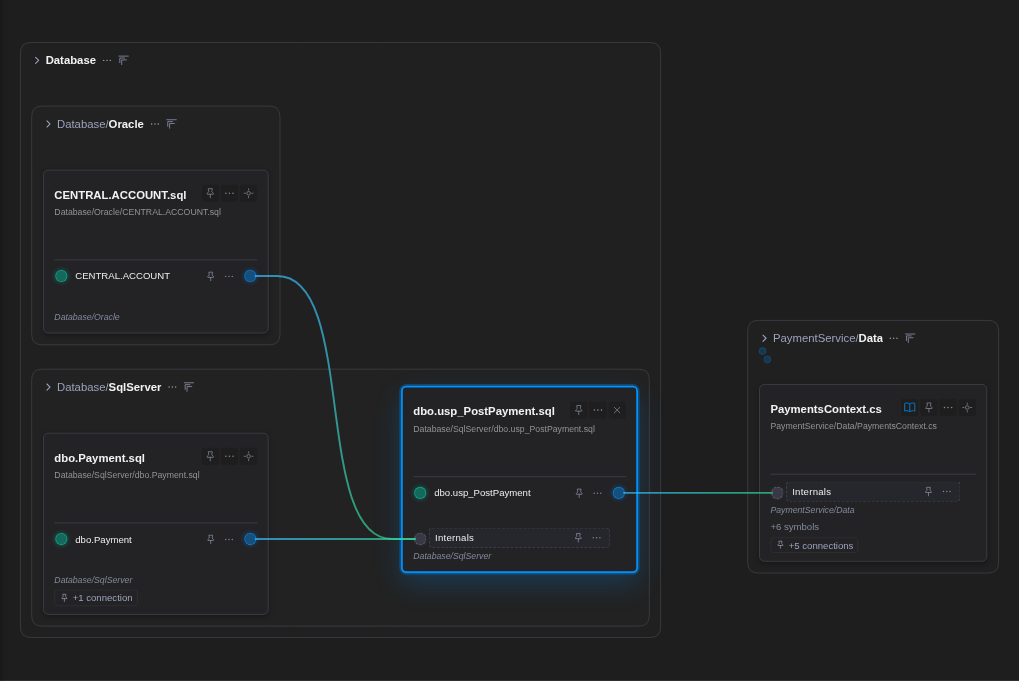 Database ...
Database/Oracle ...
CENTRAL.ACCOUNT.sql ...
Database/Oracle/CENTRAL.ACCOUNT.sql
CENTRAL.ACCOUNT ...
Database/Oracle
Database/SqlServer ...
dbo.Payment.sql ...
Database/SqlServer/dbo.Payment.sql
dbo.Payment ...
Database/SqlServer
+1 connection
dbo.usp_PostPayment.sql ...
Database/SqlServer/dbo.usp_PostPayment.sql
dbo.usp_PostPayment ...
Internals ...
Database/SqlServer
PaymentService/Data ...
PaymentsContext.cs ...
PaymentService/Data/PaymentsContext.cs
Internals ...
PaymentService/Data
+6 symbols
+5 connections